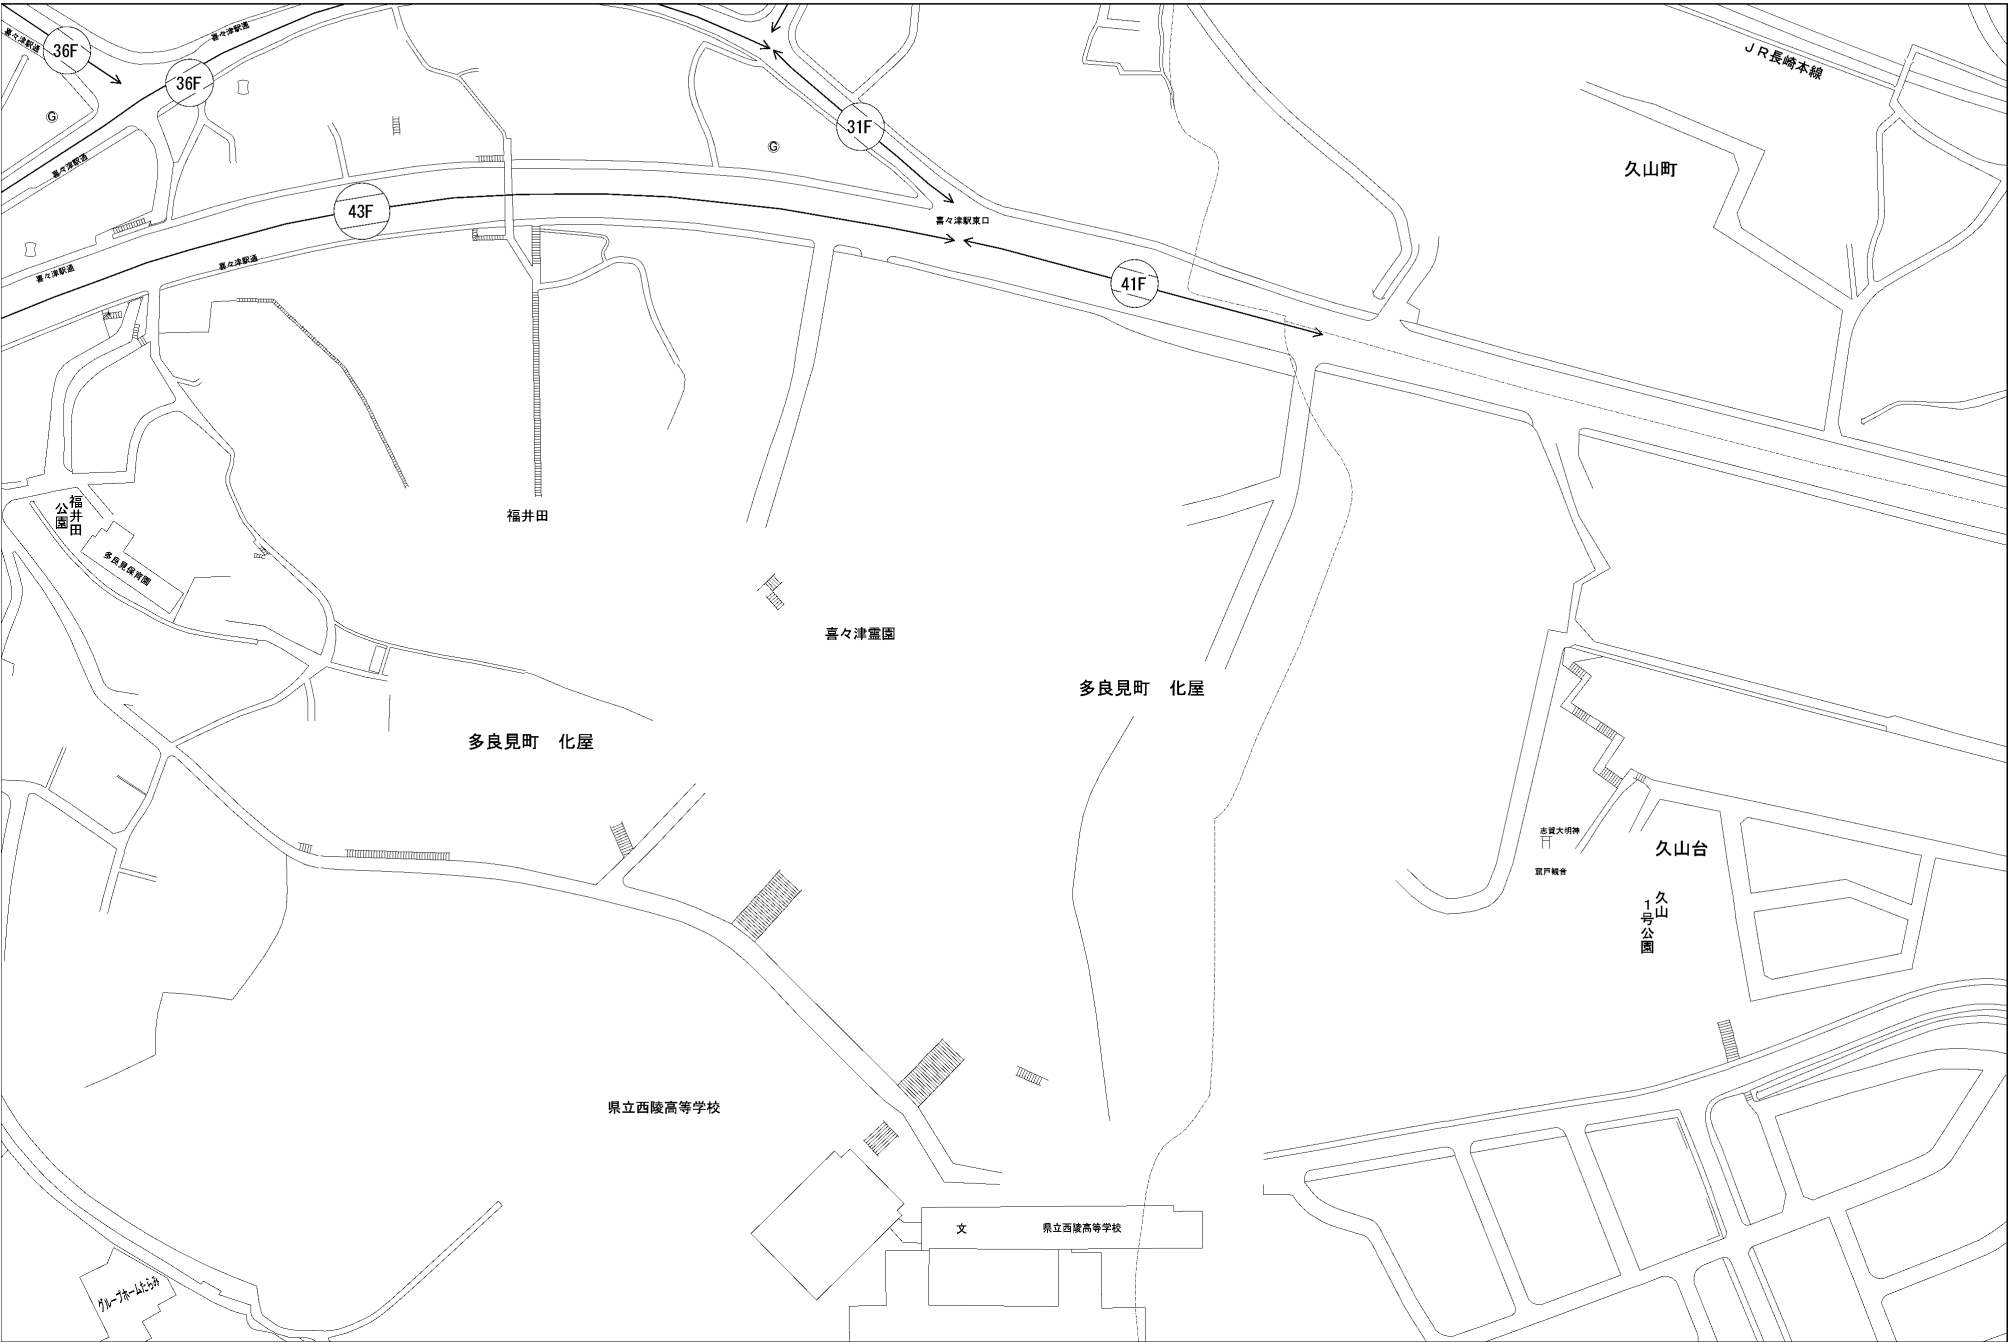 喜々津駅通
36F
喜々津駅通
36F
G
喜々津駅通
JR長崎本線
31F
G
久山町
43F
喜々津駅東口
喜々津駅通
喜々津駅通
41F
福井田
公園
多良見保育園
福井田
喜々津霊園
多良見町 化屋
多良見町 化屋
志賀大明神
久山台
久山
1号公園
県立西陵高等学校
文
県立西陵高等学校
グループホームたらみ